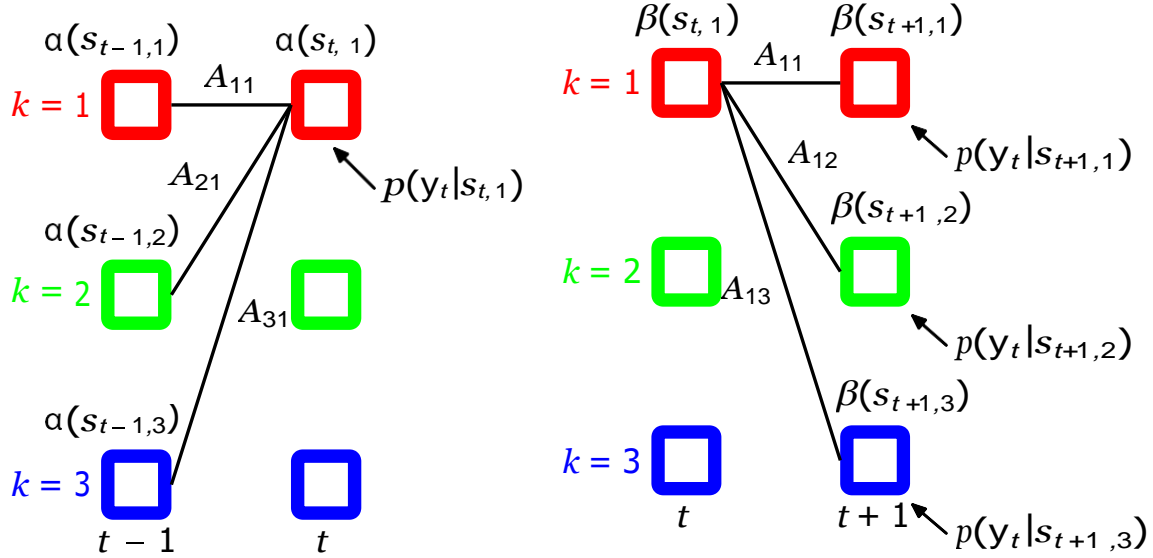 α(s_{t−1,1}) α(s_{t,1})
A_{11}
k = 1
A_{21}
p(y_t|s_{t,1})
α(s_{t−1,2})
k = 2
A_{31}
α(s_{t−1,3})
k = 3
t − 1 t
β(s_{t,1}) β(s_{t+1,1})
A_{11}
k = 1
A_{12}
p(y_t|s_{t+1,1})
β(s_{t+1,2})
k = 2
A_{13}
p(y_t|s_{t+1,2})
β(s_{t+1,3})
k = 3
t t + 1
p(y_t|s_{t+1,3})